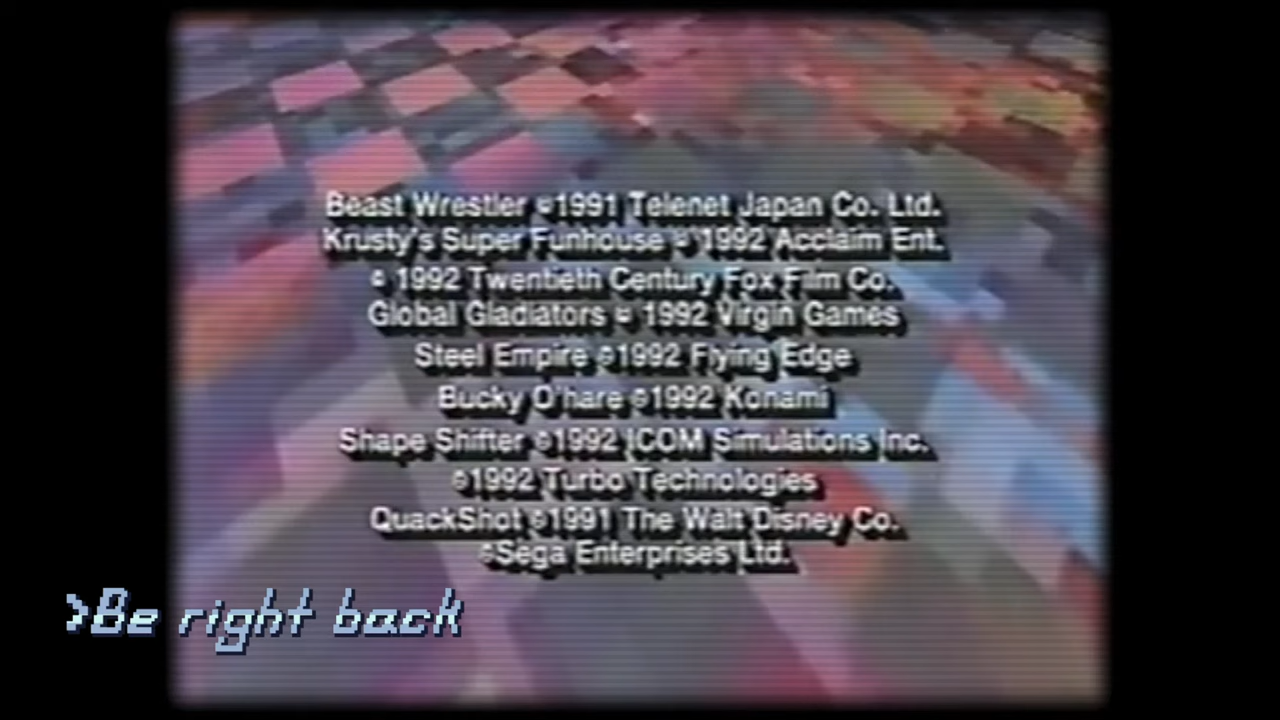 Beast Wrestler ©1991 Telenet Japan Co. Ltd.
Krusty's Super Funhouse © 1992 Acclaim Ent.
© 1992 Twentieth Century Fox Film Co.
Global Gladiators © 1992 Virgin Games
Steel Empire ©1992 Flying Edge
Bucky O'hare ©1992 Konami
Shape Shifter ©1992 ICOM Simulations Inc.
©1992 Turbo Technologies
QuackShot ©1991 The Walt Disney Co.
©Sega Enterprises Ltd.
>Be right back